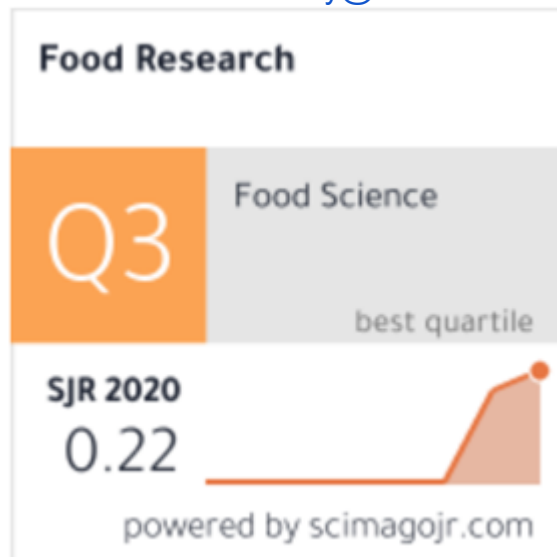 Food Research
Q3
Food Science
best quartile
SJR 2020
0.22
powered by scimagojr.com